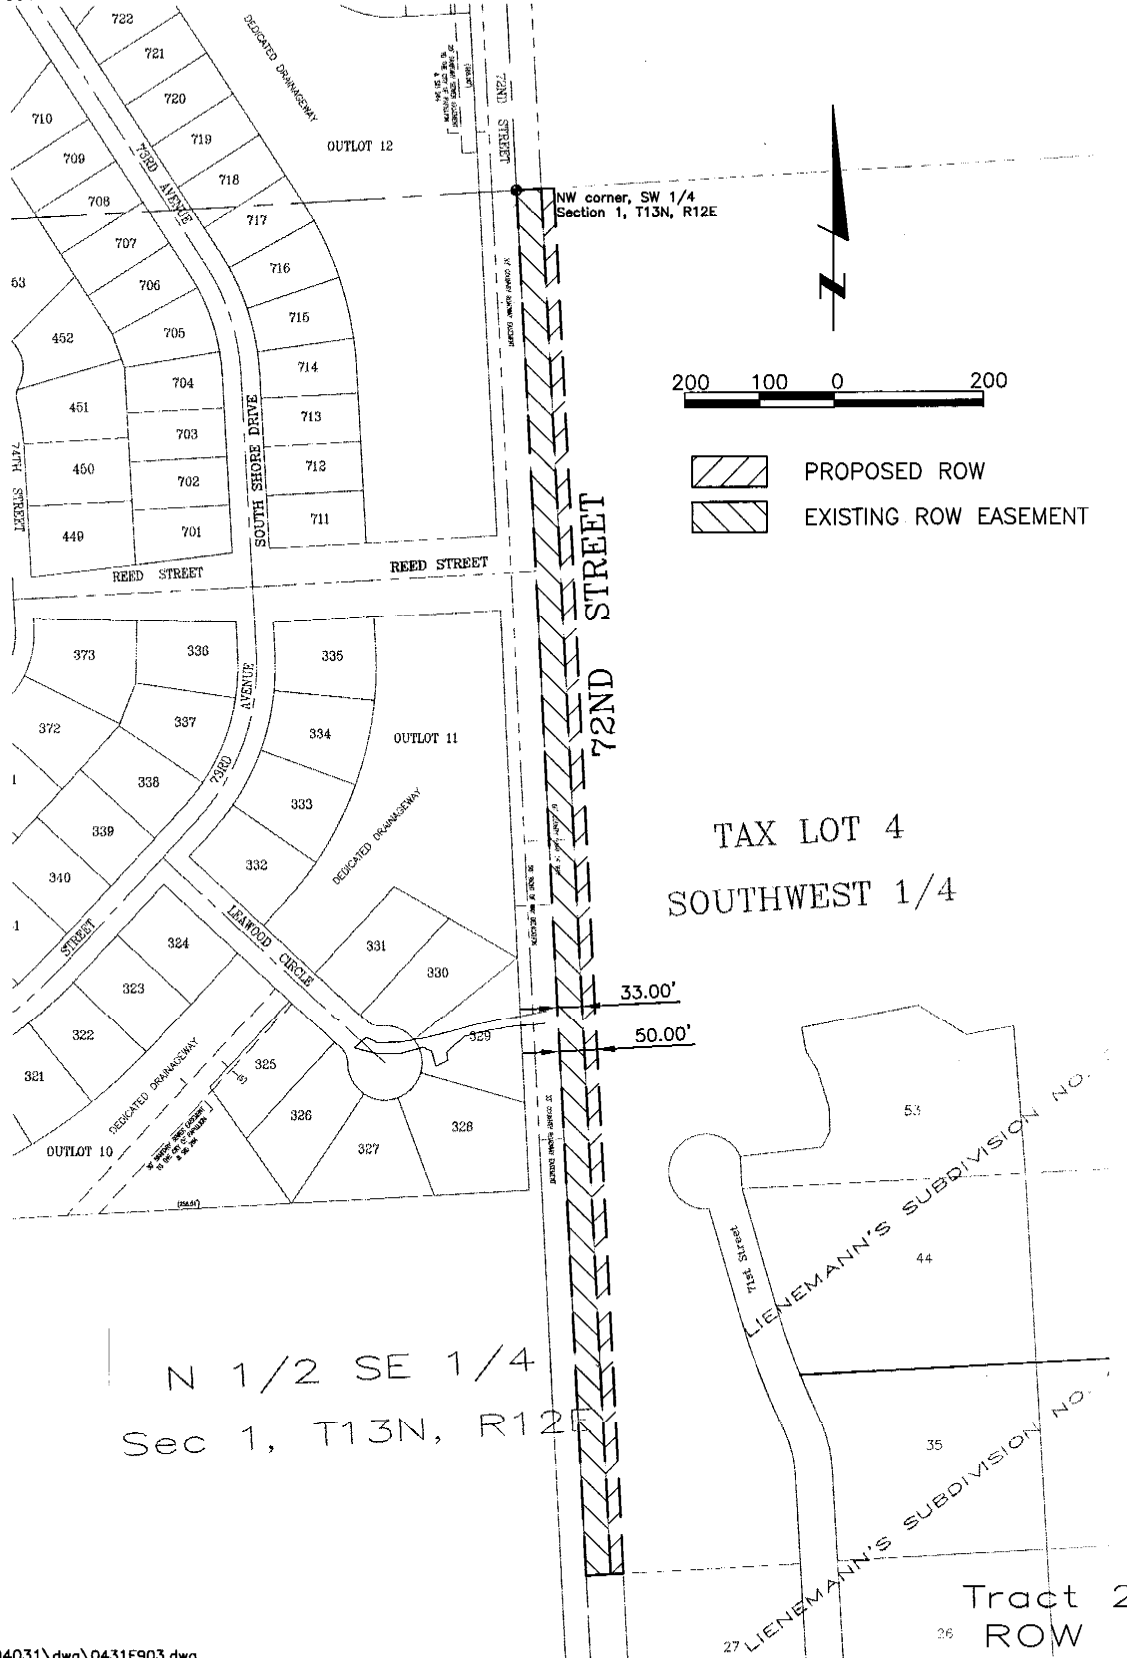 722
721
720
719
718
717
716
715
714
713
712
711
710
709
708
707
706
705
704
703
702
701
53
452
451
450
449
DEDICATED DRAINAGEWAY
OUTLOT 12
73RD AVENUE
72ND STREET
NW corner, SW 1/4
Section 1, T13N, R12E
N
200 100 0 200
PROPOSED ROW
EXISTING ROW EASEMENT
SOUTH SHORE DRIVE
74TH STREET
REED STREET
REED STREET
72ND STREET
373
336
335
372
337
334
OUTLOT 11
338
333
339
332
340
73RD
AVENUE
STREET
DEDICATED DRAINAGEWAY
TAX LOT 4
SOUTHWEST 1/4
LEAWOOD CIRCLE
324
323
322
321
331
330
329
325
326
327
328
33.00'
50.00'
DEDICATED DRAINAGEWAY
OUTLOT 10
53
44
35
71st Street
LIENEMANN'S SUBDIVISION NO.
LIENEMANN'S SUBDIVISION NO.
N 1/2 SE 1/4
Sec 1, T13N, R12E
27
26
Tract 2
ROW
04031\dwg\0431E903.dwg